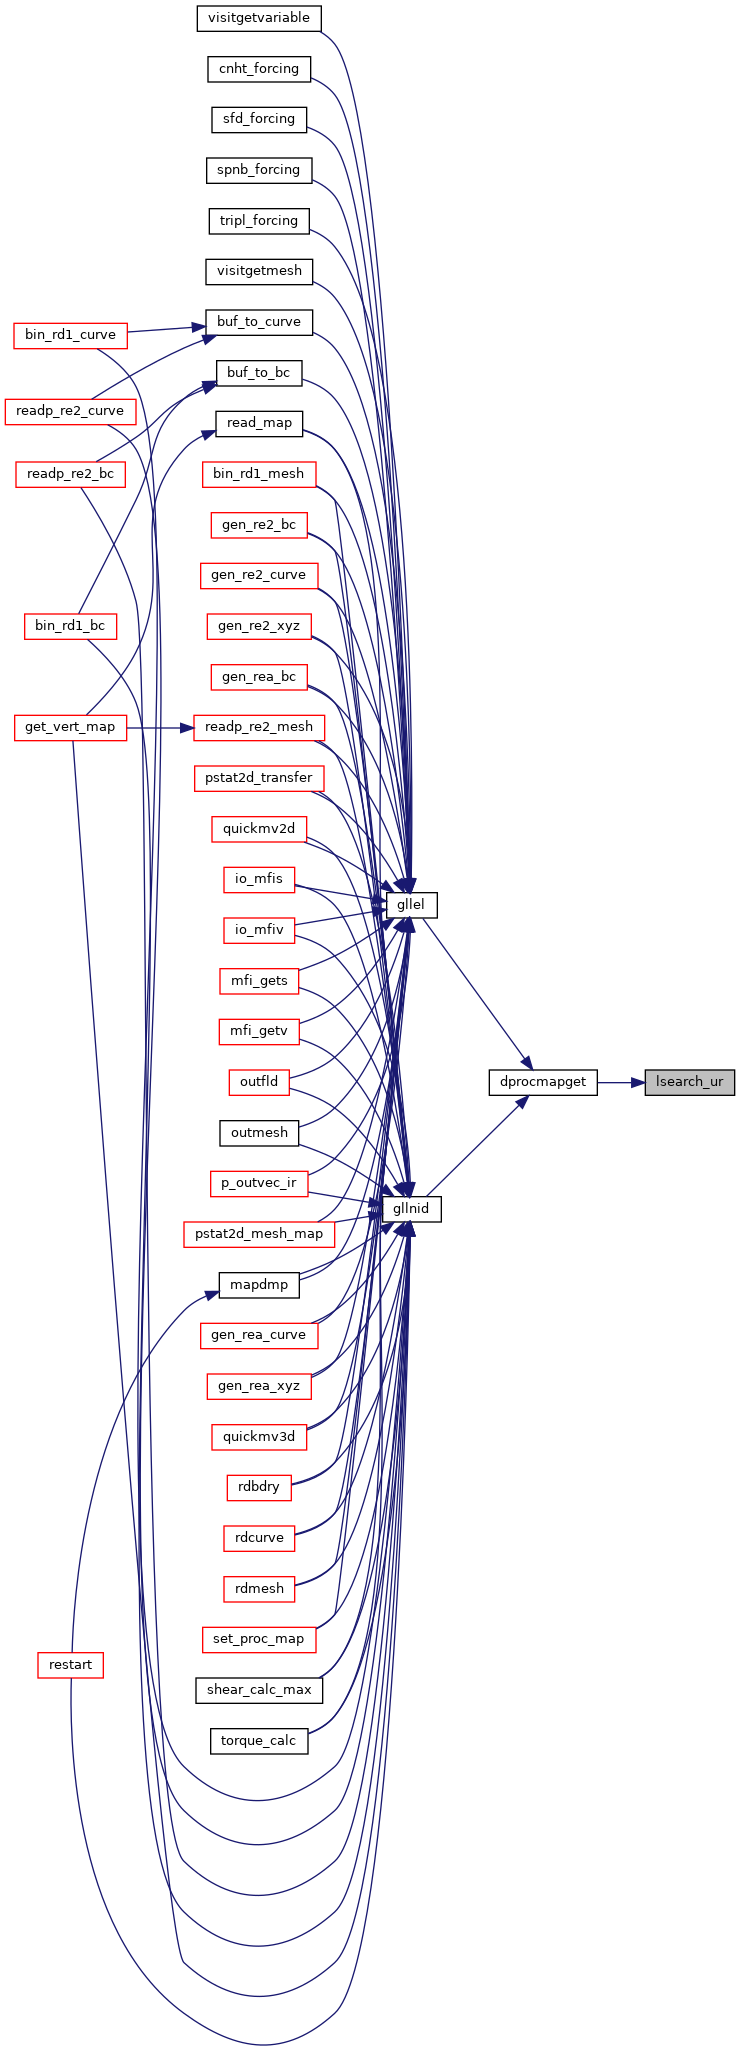 visitgetvariable
cnht_forcing
sfd_forcing
spnb_forcing
tripl_forcing
visitgetmesh
buf_to_curve
bin_rd1_curve
buf_to_bc
readp_re2_curve
read_map
readp_re2_bc
bin_rd1_mesh
gen_re2_bc
gen_re2_curve
gen_re2_xyz
bin_rd1_bc
gen_rea_bc
get_vert_map
readp_re2_mesh
pstat2d_transfer
quickmv2d
io_mfis
gllel
io_mfiv
mfi_gets
mfi_getv
outfld
dprocmapget
lsearch_ur
outmesh
p_outvec_ir
gllnid
pstat2d_mesh_map
mapdmp
gen_rea_curve
gen_rea_xyz
quickmv3d
rdbdry
rdcurve
rdmesh
set_proc_map
restart
shear_calc_max
torque_calc